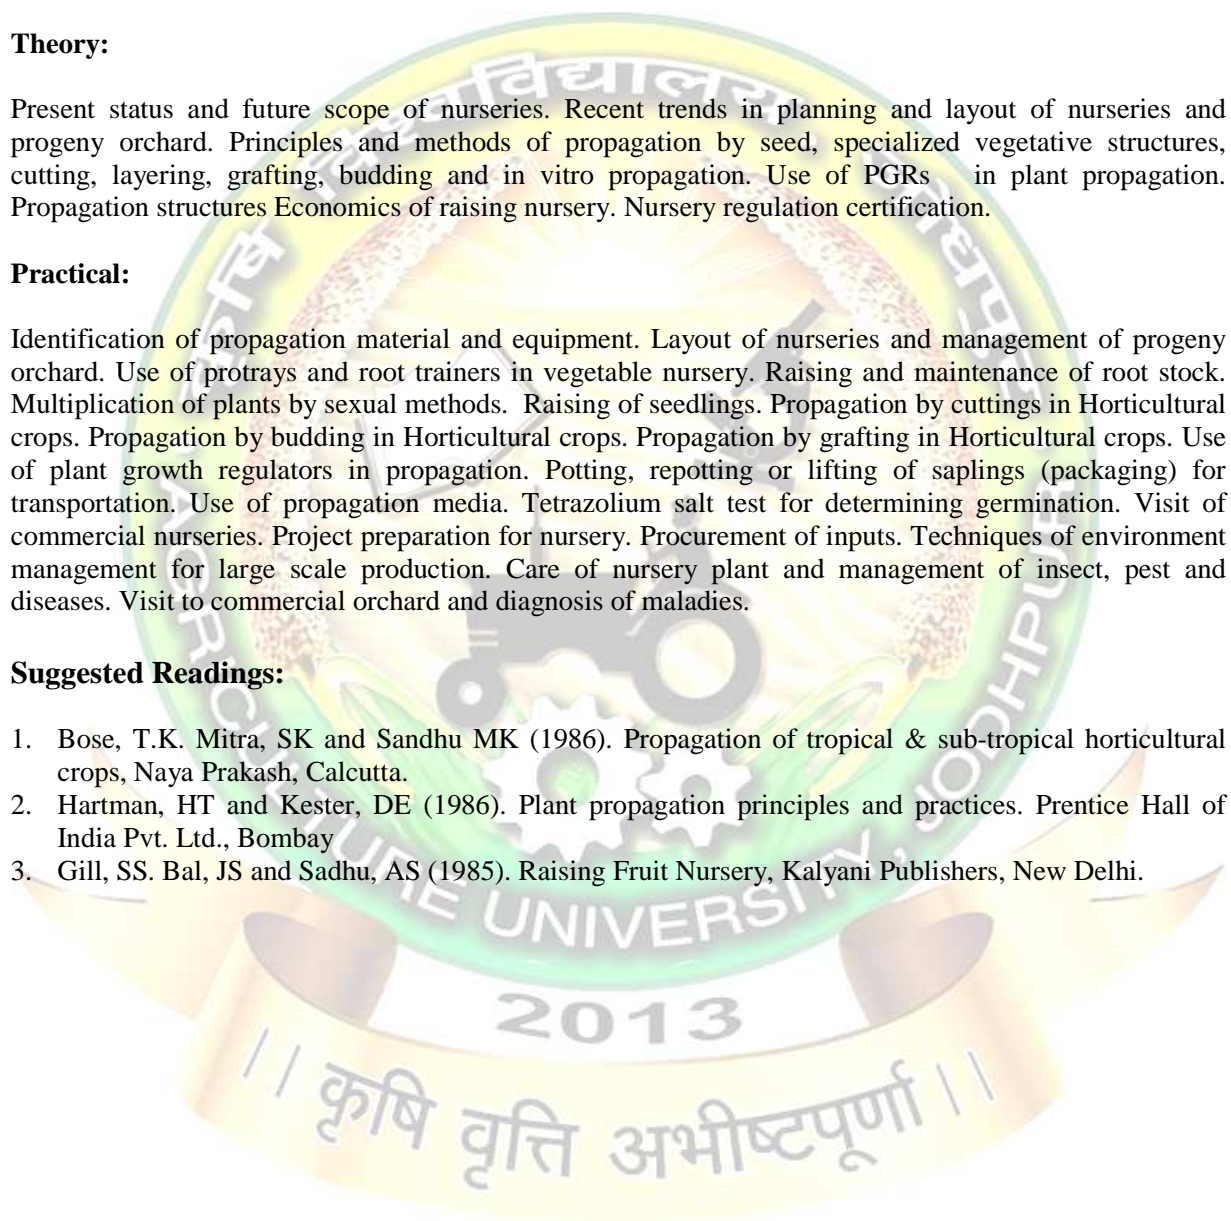 Theory:
Present status and future scope of nurseries. Recent trends in planning and layout of nurseries and
progeny orchard. Principles and methods of propagation by seed, specialized vegetative structures,
cutting, layering, grafting, budding and in vitro propagation. Use of PGRs in plant propagation.
Propagation structures Economics of raising nursery. Nursery regulation certification.
Practical:
Identification of propagation material and equipment. Layout of nurseries and management of progeny
orchard. Use of protrays and root trainers in vegetable nursery. Raising and maintenance of root stock.
Multiplication of plants by sexual methods. Raising of seedlings. Propagation by cuttings in Horticultural
crops. Propagation by budding in Horticultural crops. Propagation by grafting in Horticultural crops. Use
of plant growth regulators in propagation. Potting, repotting or lifting of saplings (packaging) for
transportation. Use of propagation media. Tetrazolium salt test for determining germination. Visit of
commercial nurseries. Project preparation for nursery. Procurement of inputs. Techniques of environment
management for large scale production. Care of nursery plant and management of insect, pest and
diseases. Visit to commercial orchard and diagnosis of maladies.
Suggested Readings:
1. Bose, T.K. Mitra, SK and Sandhu MK (1986). Propagation of tropical & sub-tropical horticultural
crops, Naya Prakash, Calcutta.
2. Hartman, HT and Kester, DE (1986). Plant propagation principles and practices. Prentice Hall of
India Pvt. Ltd., Bombay
3. Gill, SS. Bal, JS and Sadhu, AS (1985). Raising Fruit Nursery, Kalyani Publishers, New Delhi.
कृषि विश्वविद्यालय, जोधपुर
AGRICULTURE UNIVERSITY, JODHPUR
2013
|| कृषि वृत्ति अभीष्टपूर्णा ||